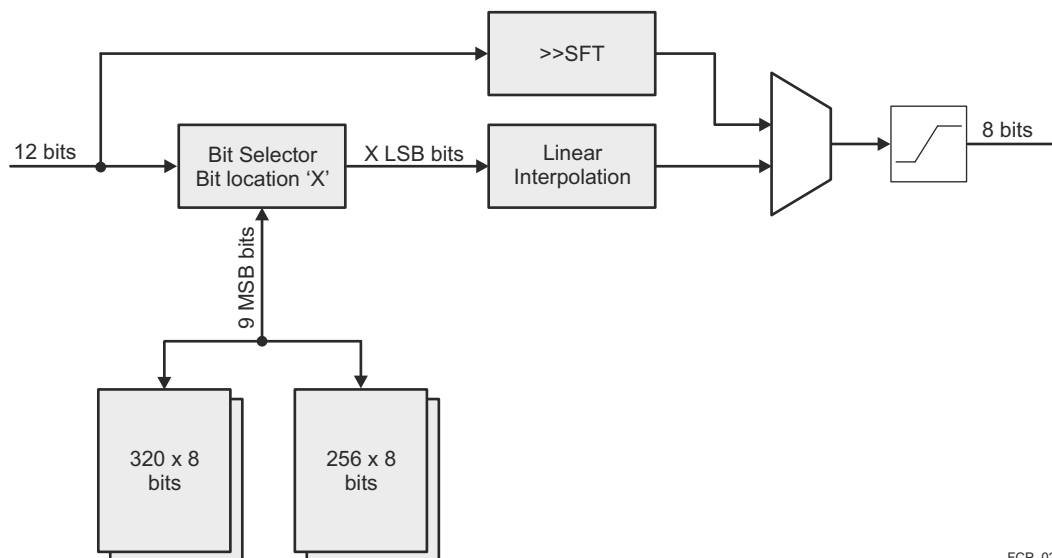 >>SFT
12 bits
Bit Selector
Bit location ‘X’
X LSB bits
Linear
Interpolation
8 bits
9 MSB bits
320 x 8
bits
256 x 8
bits